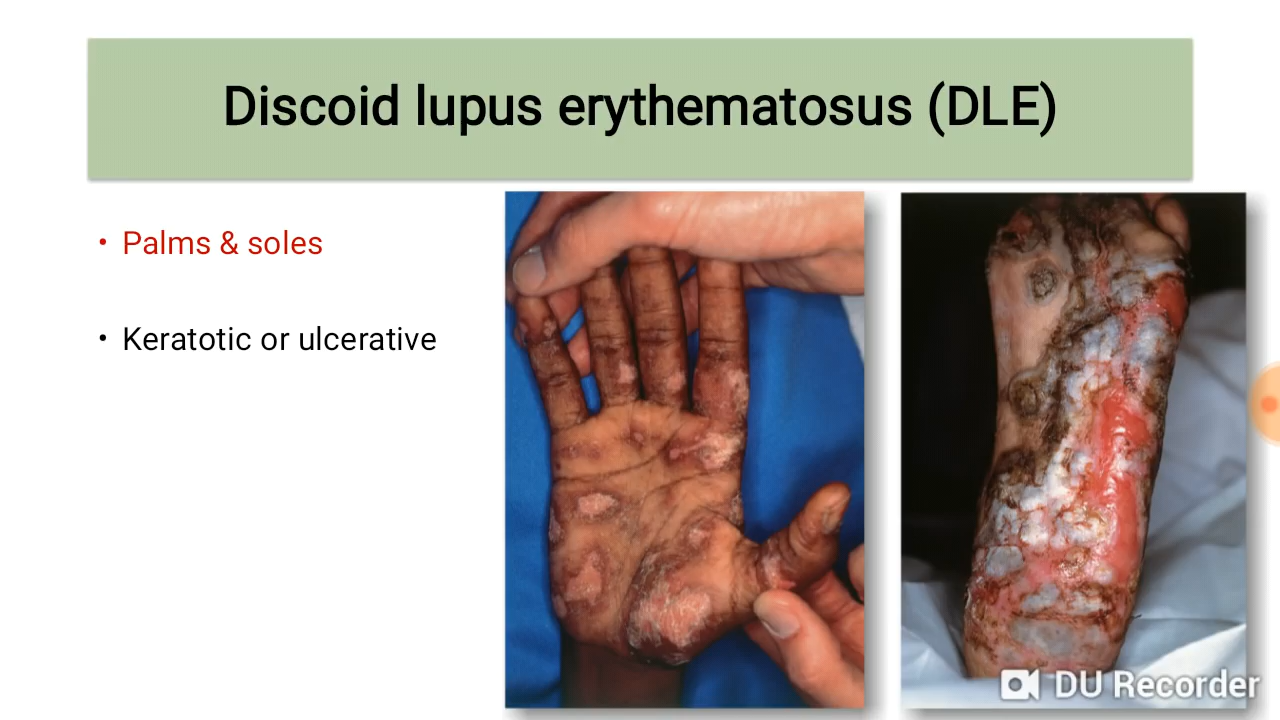 Discoid lupus erythematosus (DLE)
• Palms & soles
• Keratotic or ulcerative
DU Recorder